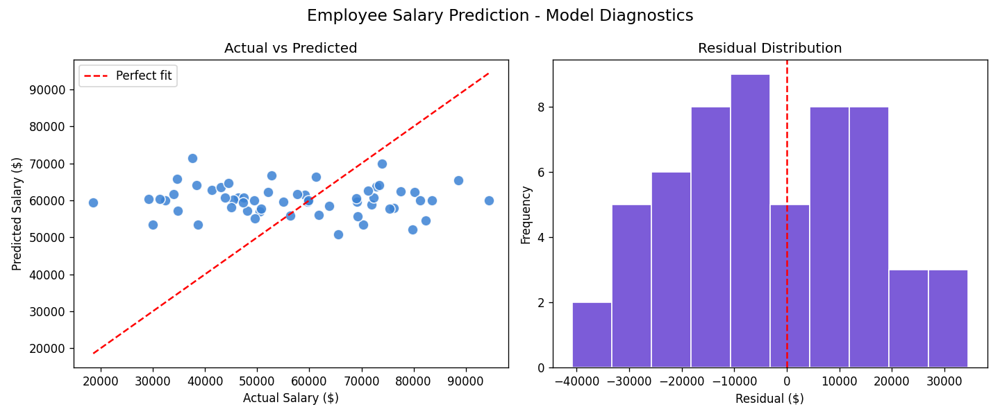 Employee Salary Prediction - Model Diagnostics
Actual vs Predicted
Perfect fit
90000
80000
70000
60000
50000
40000
30000
20000
Predicted Salary ($)
20000 30000 40000 50000 60000 70000 80000 90000
Actual Salary ($)
Residual Distribution
8
6
4
2
0
Frequency
−40000 −30000 −20000 −10000 0 10000 20000 30000
Residual ($)